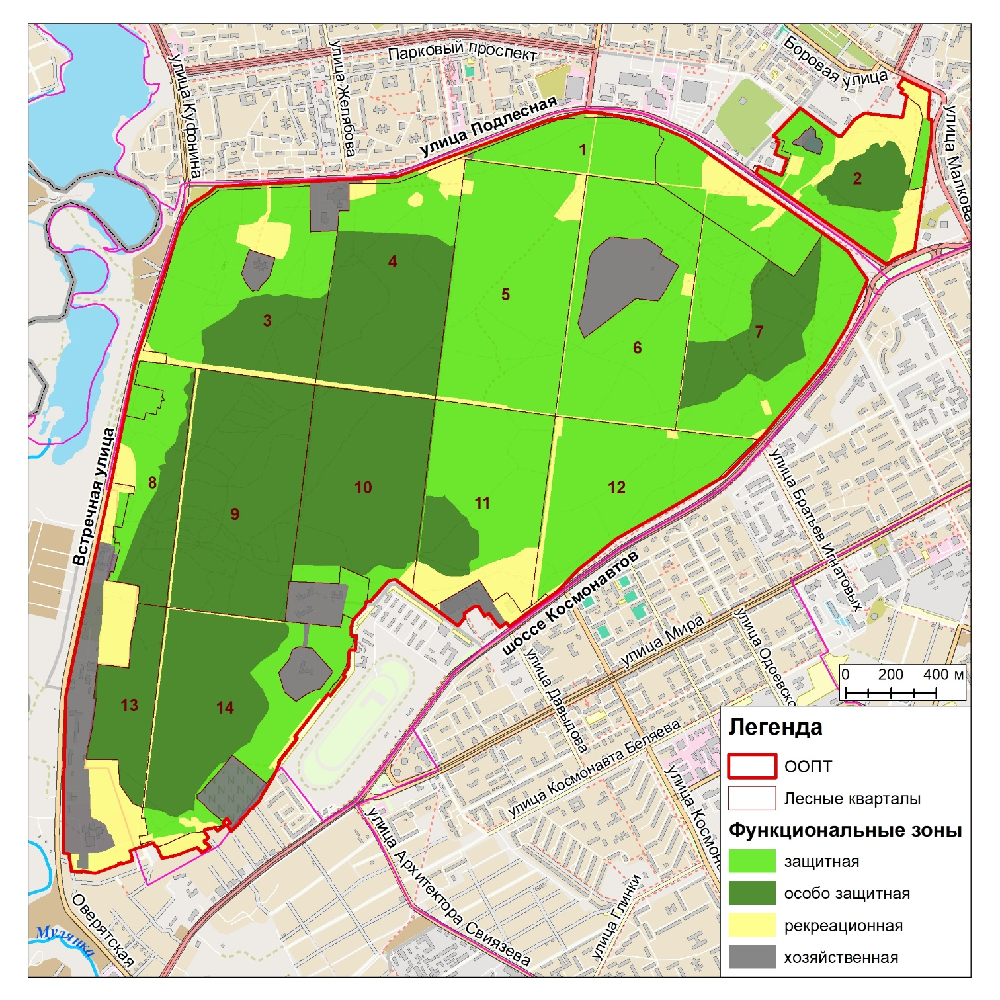 Парковый проспект
Боровая улица
улица Куфонина
улица Желябова
улица Подлесная
улица Малкова
1
2
4
5
3
7
6
Встречная улица
8
9
10
11
12
улица Братьев Игнатовых
шоссе Космонавтов
улица Мира
улица Одоевско
улица Давыдова
улица Космонавта Беляева
13
14
улица Космона
улица Архитектора Свиязева
улица Глинки
Оверятская
Мулянка
0 200 400 м
Легенда
ООПТ
Лесные кварталы
Функциональные зоны
защитная
особо защитная
рекреационная
хозяйственная